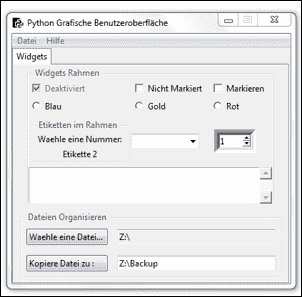 Python Grafische Benutzeroberfläche
Datei Hilfe
Widgets
Widgets Rahmen
Deaktiviert Nicht Markiert Markieren
Blau Gold Rot
Etiketten im Rahmen
Waehle eine Nummer: 1
Etikette 2
Dateien Organisieren
Waehle eine Datei... Z:\
Kopiere Datei zu : Z:\Backup